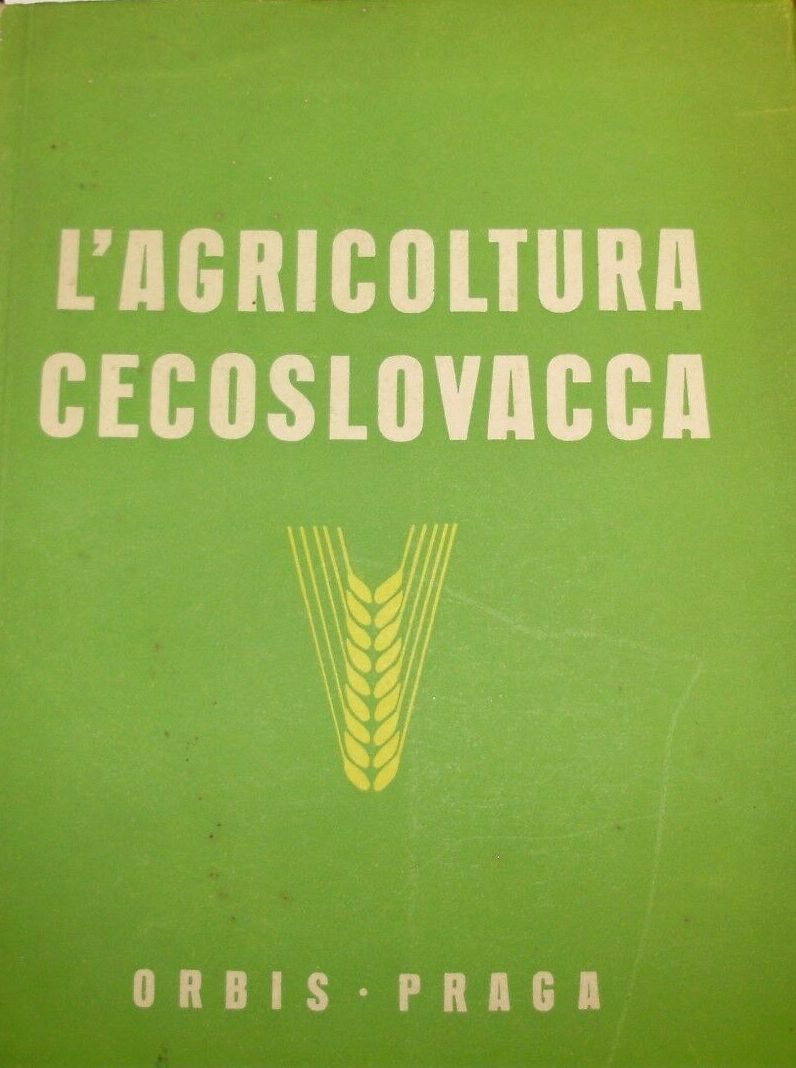 L'AGRICOLTURA
CECOSLOVACCA
ORBIS · PRAGA